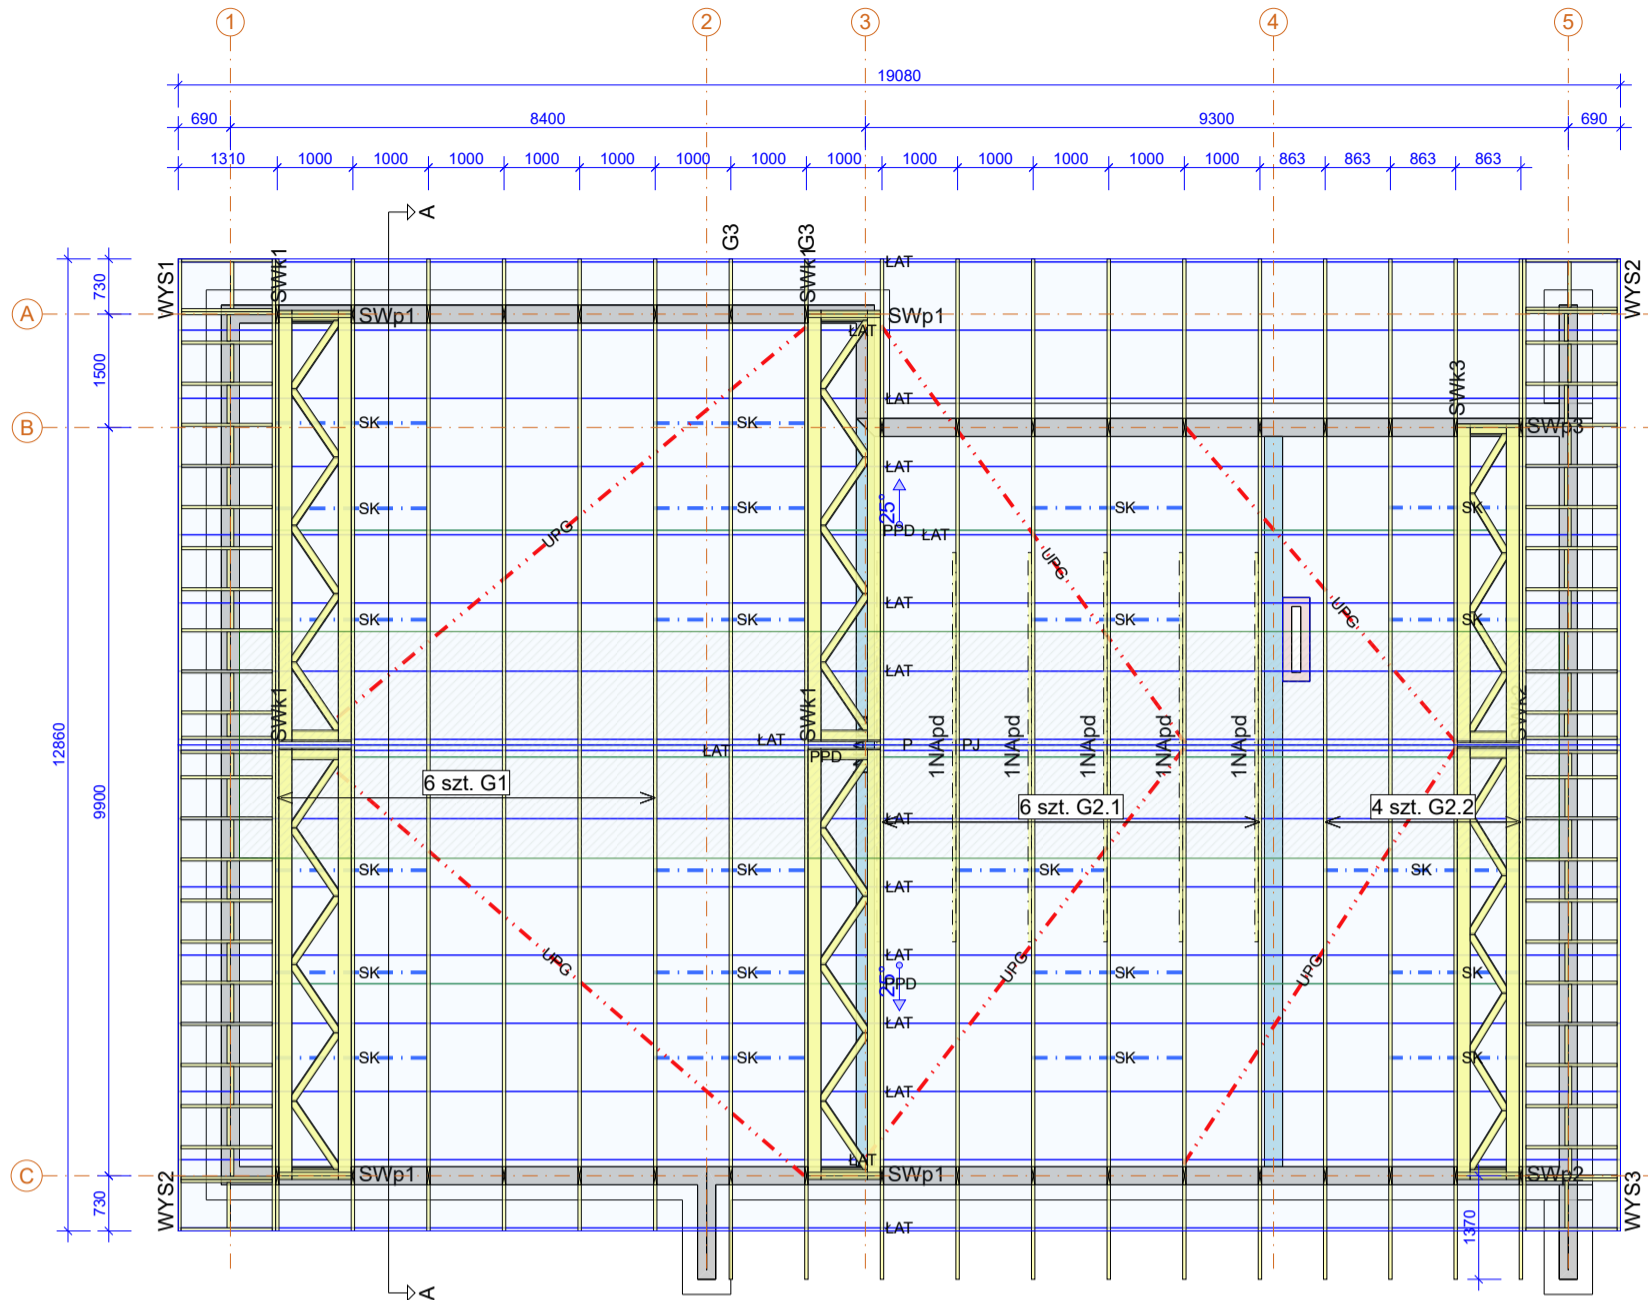 1 2 3 4 5
19080
690 8400 9300 690
1310 1000 1000 1000 1000 1000 1000 1000 1000 1000 1000 1000 1000 1000 863 863 863 863
A
G3 G3
WYS1 SWk1 SWk1 ŁAT WYS2
730
A SWp1 SWp1
ŁAT
1500
SWk3
ŁAT
B SK SK SWp3
ŁAT
25°
SK SK SK SK
UPG PPD ŁAT
UPG
ŁAT UPG
SK SK SK SK
ŁAT
SWk1 SWk1 SWk2
1NApd 1NApd 1NApd 1NApd 1NApd
12860
ŁAT ŁAT P PJ
PPD
6 szt. G1
9900
6 szt. G2.1 4 szt. G2.2
ŁAT
SK SK SK SK
ŁAT
UPG ŁAT UPG UPG
SK SK SK
25° PPD
ŁAT
SK SK SK SK
ŁAT
ŁAT
C SWp1 SWp1 SWp2
WYS2 WYS3
730
ŁAT
1370
A